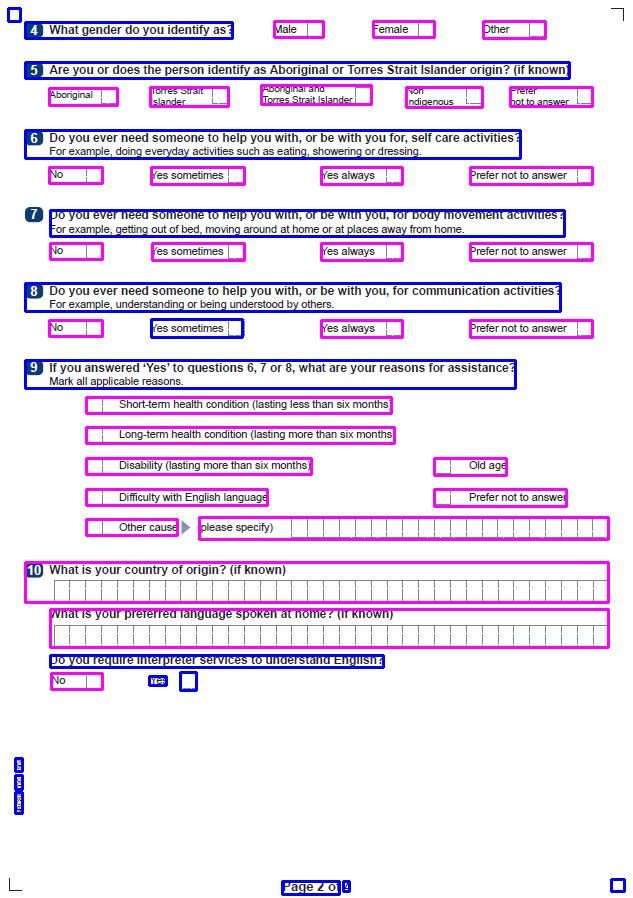 4 What gender do you identify as? Male Female Other
5 Are you or does the person identify as Aboriginal or Torres Strait Islander origin? (if known)
Aboriginal Torres Strait Islander Aboriginal and Torres Strait Islander Non Indigenous Prefer not to answer
6 Do you ever need someone to help you with, or be with you for, self care activities?
For example, doing everyday activities such as eating, showering or dressing.
No Yes sometimes Yes always Prefer not to answer
7 Do you ever need someone to help you with, or be with you, for body movement activities?
For example, getting out of bed, moving around at home or at places away from home.
No Yes sometimes Yes always Prefer not to answer
8 Do you ever need someone to help you with, or be with you, for communication activities?
For example, understanding or being understood by others.
No Yes sometimes Yes always Prefer not to answer
9 If you answered ‘Yes’ to questions 6, 7 or 8, what are your reasons for assistance?
Mark all applicable reasons.
Short-term health condition (lasting less than six months)
Long-term health condition (lasting more than six months)
Disability (lasting more than six months) Old age
Difficulty with English language Prefer not to answer
Other cause (please specify)
10 What is your country of origin? (if known)
What is your preferred language spoken at home? (if known)
Do you require interpreter services to understand English?
No Yes
Page 2 of